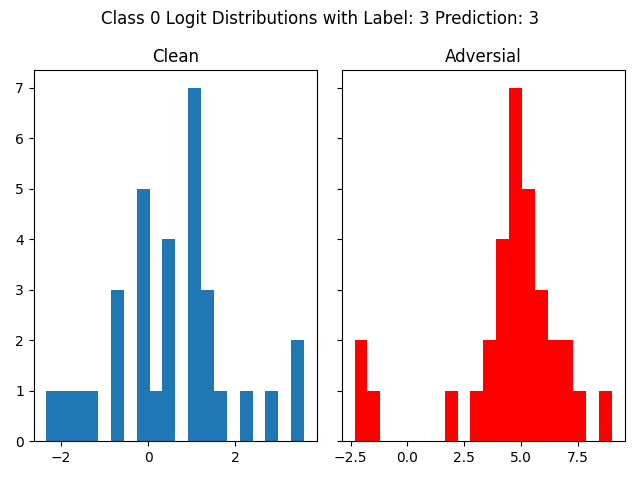 Class 0 Logit Distributions with Label: 3 Prediction: 3
Clean
Adversial
7
6
5
4
3
2
1
0
−2 0 2
−2.5 0.0 2.5 5.0 7.5